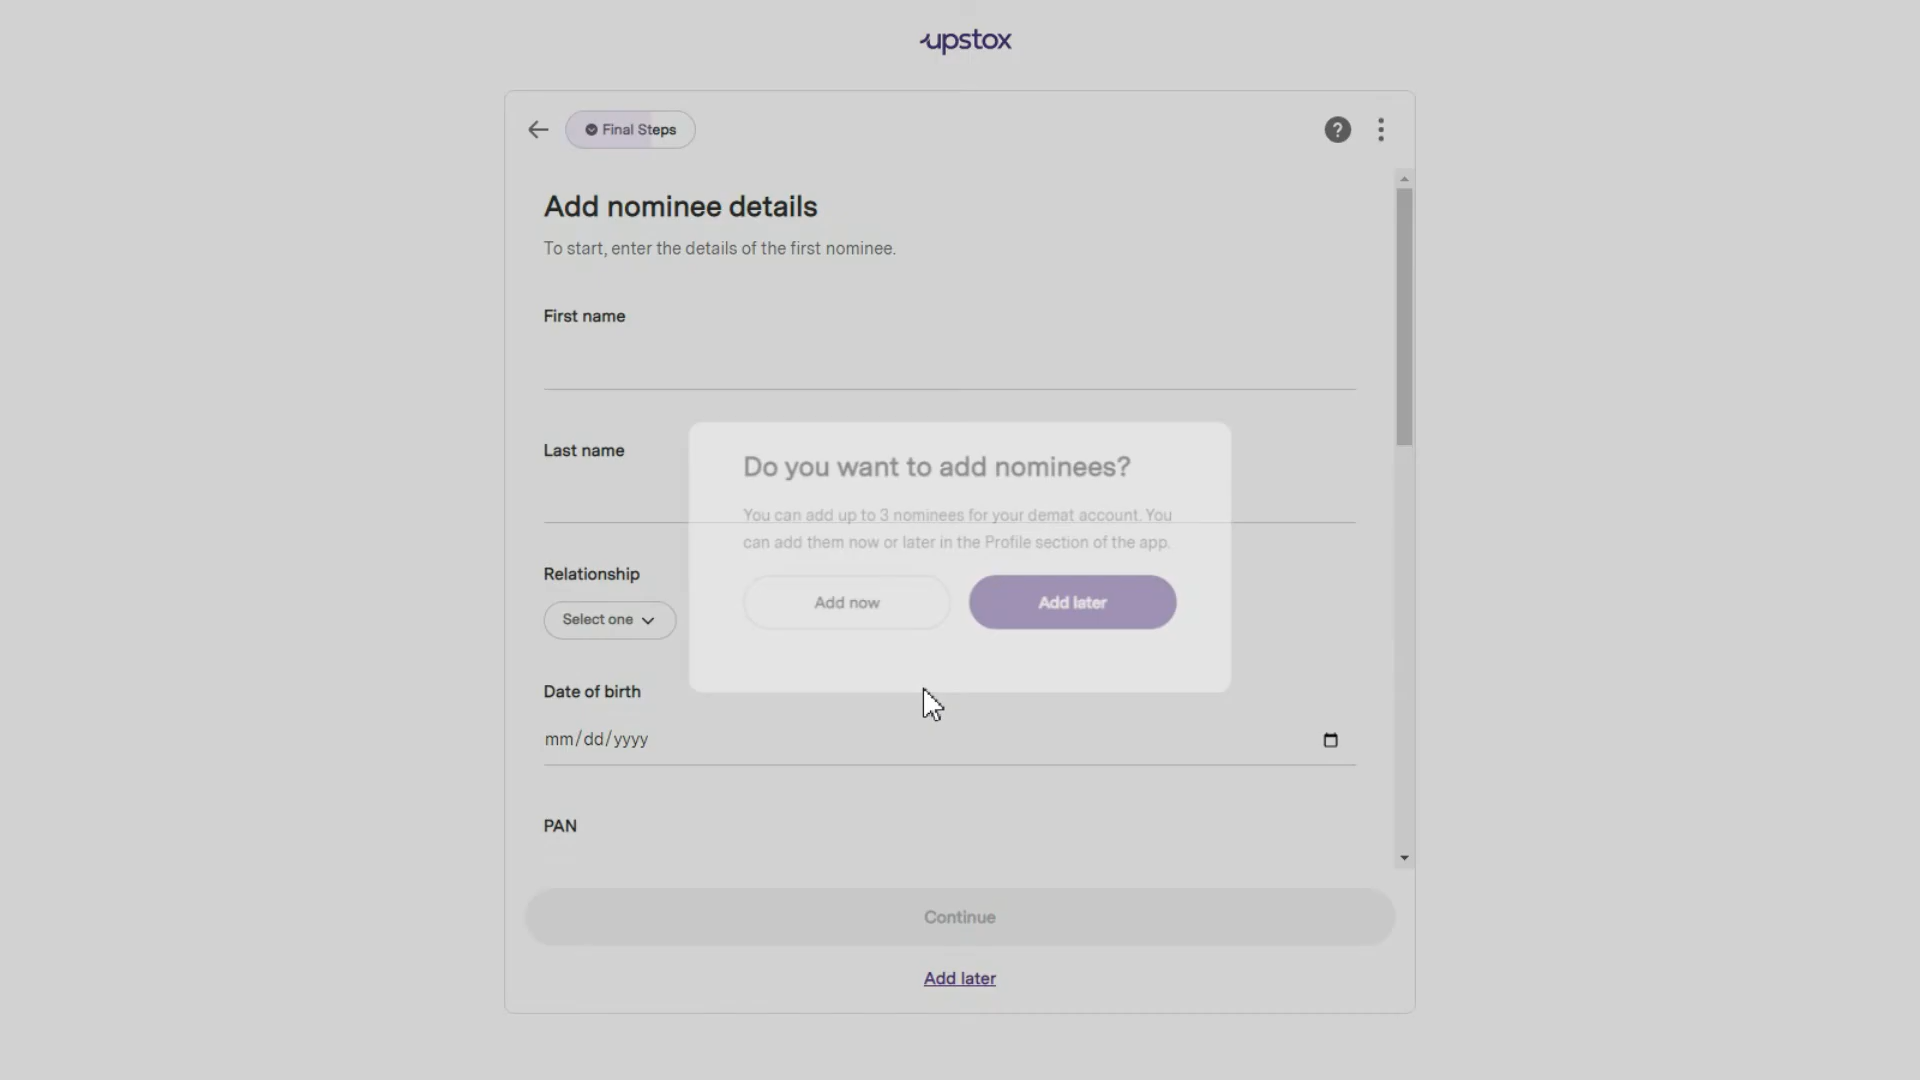 upstox
Final Steps
?
Add nominee details
To start, enter the details of the first nominee.
First name
Last name
Do you want to add nominees?
You can add up to 3 nominees for your demat account. You
can add them now or later in the Profile section of the app.
Add now
Add later
Relationship
Select one
Date of birth
mm/dd/yyyy
PAN
Continue
Add later